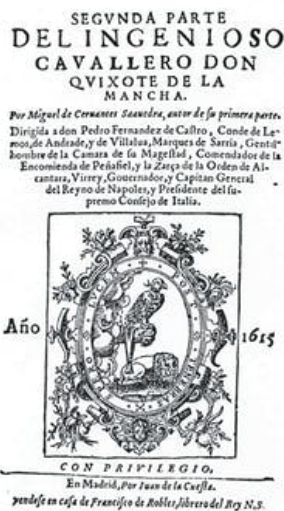 SEGVNDA PARTE
DEL INGENIOSO
CAVALLERO DON
QVIXOTE DE LA
MANCHA.
Por Miguel de Ceruantes Saauedra, autor de su primera parte.
Dirigida a don Pedro Fernandez de Castro, Conde de Le-
mos, de Andrade, y de Villalua, Marques de Sarria, Gentil-
hombre de la Camara de su Magestad, Comendador de la
Encomienda de Peñafiel, y la Zarça de la Orden de Al-
cantara, Virrey, Gouernador, y Capitan General
del Reyno de Napoles, y Presidente del su-
premo Consejo de Italia.
Año 1615
CON PRIVILEGIO,
En Madrid, Por Iuan de la Cuesta.
vendese en casa de Francisco de Robles, librero del Rey N.S.